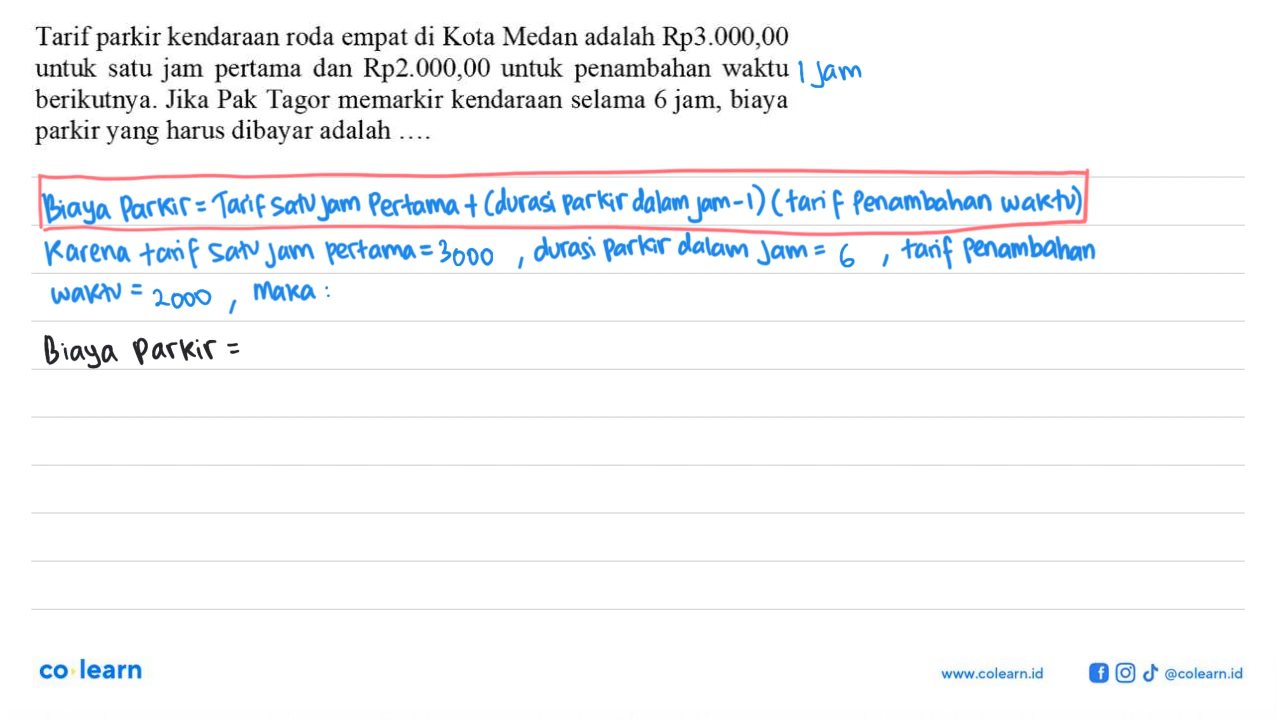 Tarif parkir kendaraan roda empat di Kota Medan adalah Rp3.000,00
untuk satu jam pertama dan Rp2.000,00 untuk penambahan waktu 1 jam
berikutnya. Jika Pak Tagor memarkir kendaraan selama 6 jam, biaya
parkir yang harus dibayar adalah ....
Biaya Parkir = Tarif satu jam Pertama + (durasi parkir dalam jam - 1) (tarif Penambahan waktu)
Karena tarif satu jam pertama = 3000 , durasi Parkir dalam Jam = 6 , tarif Penambahan
waktu = 2000 , Maka :
Biaya Parkir =
co learn
www.colearn.id @colearn.id